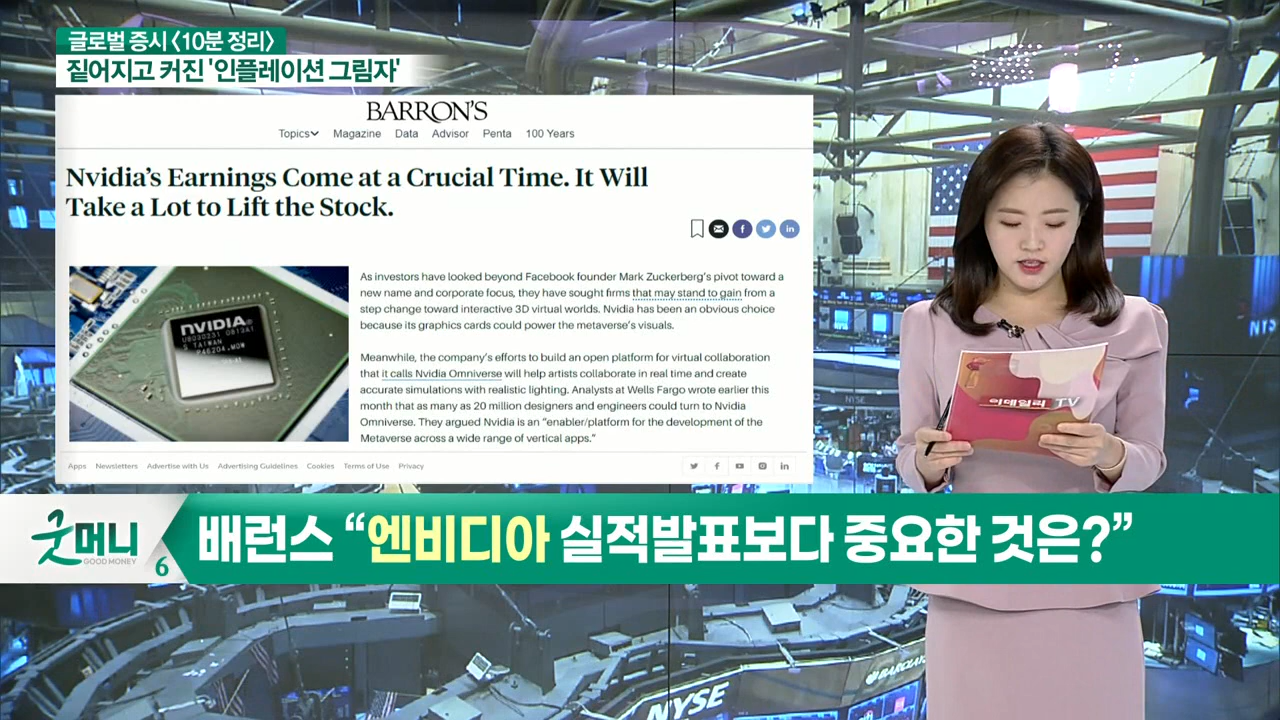 글로벌 증시 <10분 정리>
짙어지고 커진 '인플레이션 그림자'
BARRON'S
Topics Magazine Data Advisor Penta 100 Years
Nvidia's Earnings Come at a Crucial Time. It Will
Take a Lot to Lift the Stock.
As investors have looked beyond Facebook founder Mark Zuckerberg's pivot toward a
new name and corporate focus, they have sought firms that may stand to gain from a
step change toward interactive 3D virtual worlds. Nvidia has been an obvious choice
because its graphics cards could power the metaverse's visuals.
Meanwhile, the company's efforts to build an open platform for virtual collaboration
that it calls Nvidia Omniverse will help artists collaborate in real time and create
accurate simulations with realistic lighting. Analysts at Wells Fargo wrote earlier this
month that as many as 20 million designers and engineers could turn to Nvidia
Omniverse. They argued Nvidia is an "enabler/platform for the development of the
Metaverse across a wide range of vertical apps."
NVIDIA
S TAIWAN
Apps Newsletters Advertise with Us Advertising Guidelines Cookies Terms of Use Privacy
이데일리 TV
굿머니
GOOD MONEY
6
배런스 “엔비디아 실적발표보다 중요한 것은?”
NYSE
BARCLAYS